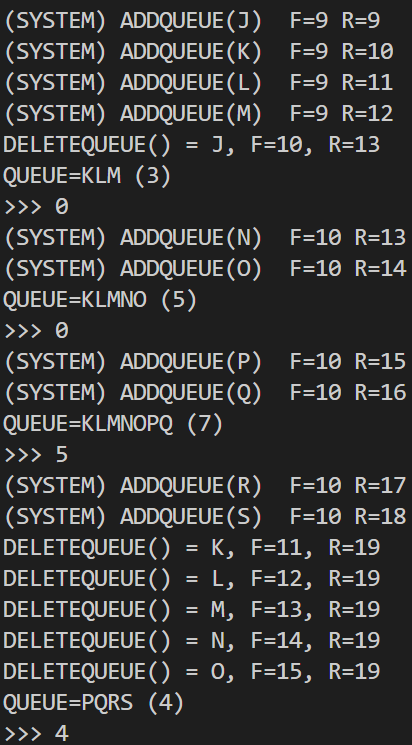 (SYSTEM) ADDQUEUE(J)  F=9 R=9
(SYSTEM) ADDQUEUE(K)  F=9 R=10
(SYSTEM) ADDQUEUE(L)  F=9 R=11
(SYSTEM) ADDQUEUE(M)  F=9 R=12
DELETEQUEUE() = J, F=10, R=13
QUEUE=KLM (3)
>>> 0
(SYSTEM) ADDQUEUE(N)  F=10 R=13
(SYSTEM) ADDQUEUE(O)  F=10 R=14
QUEUE=KLMNO (5)
>>> 0
(SYSTEM) ADDQUEUE(P)  F=10 R=15
(SYSTEM) ADDQUEUE(Q)  F=10 R=16
QUEUE=KLMNOPQ (7)
>>> 5
(SYSTEM) ADDQUEUE(R)  F=10 R=17
(SYSTEM) ADDQUEUE(S)  F=10 R=18
DELETEQUEUE() = K, F=11, R=19
DELETEQUEUE() = L, F=12, R=19
DELETEQUEUE() = M, F=13, R=19
DELETEQUEUE() = N, F=14, R=19
DELETEQUEUE() = O, F=15, R=19
QUEUE=PQRS (4)
>>> 4